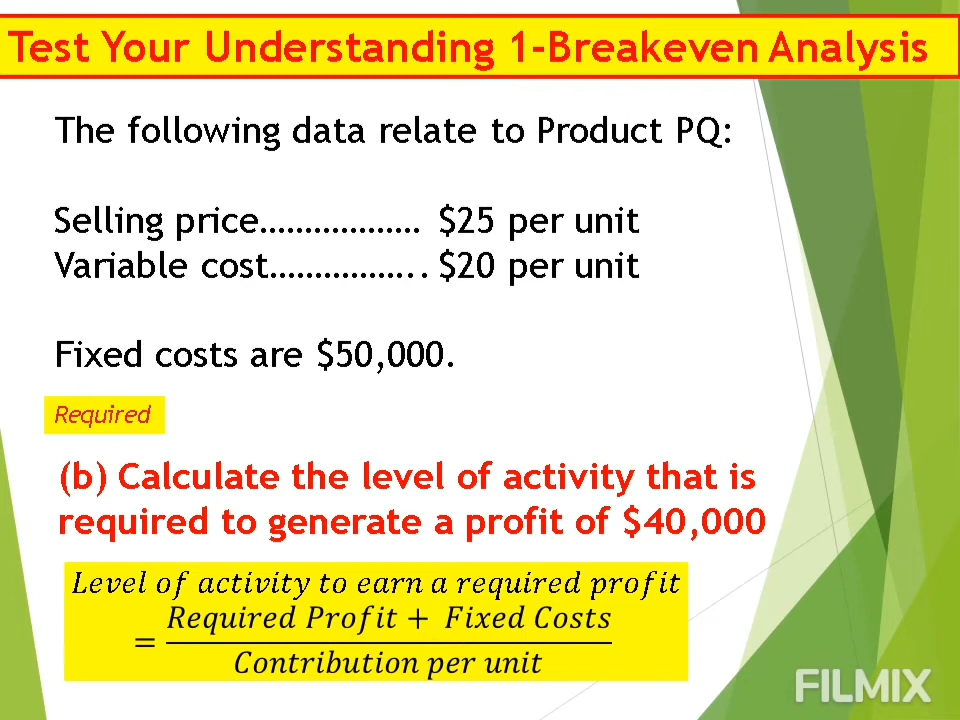 Test Your Understanding 1-Breakeven Analysis
The following data relate to Product PQ:
Selling price……………… $25 per unit
Variable cost…………….. $20 per unit
Fixed costs are $50,000.
Required
(b) Calculate the level of activity that is
required to generate a profit of $40,000
Level of activity to earn a required profit
= Required Profit + Fixed Costs
Contribution per unit
FILMIX